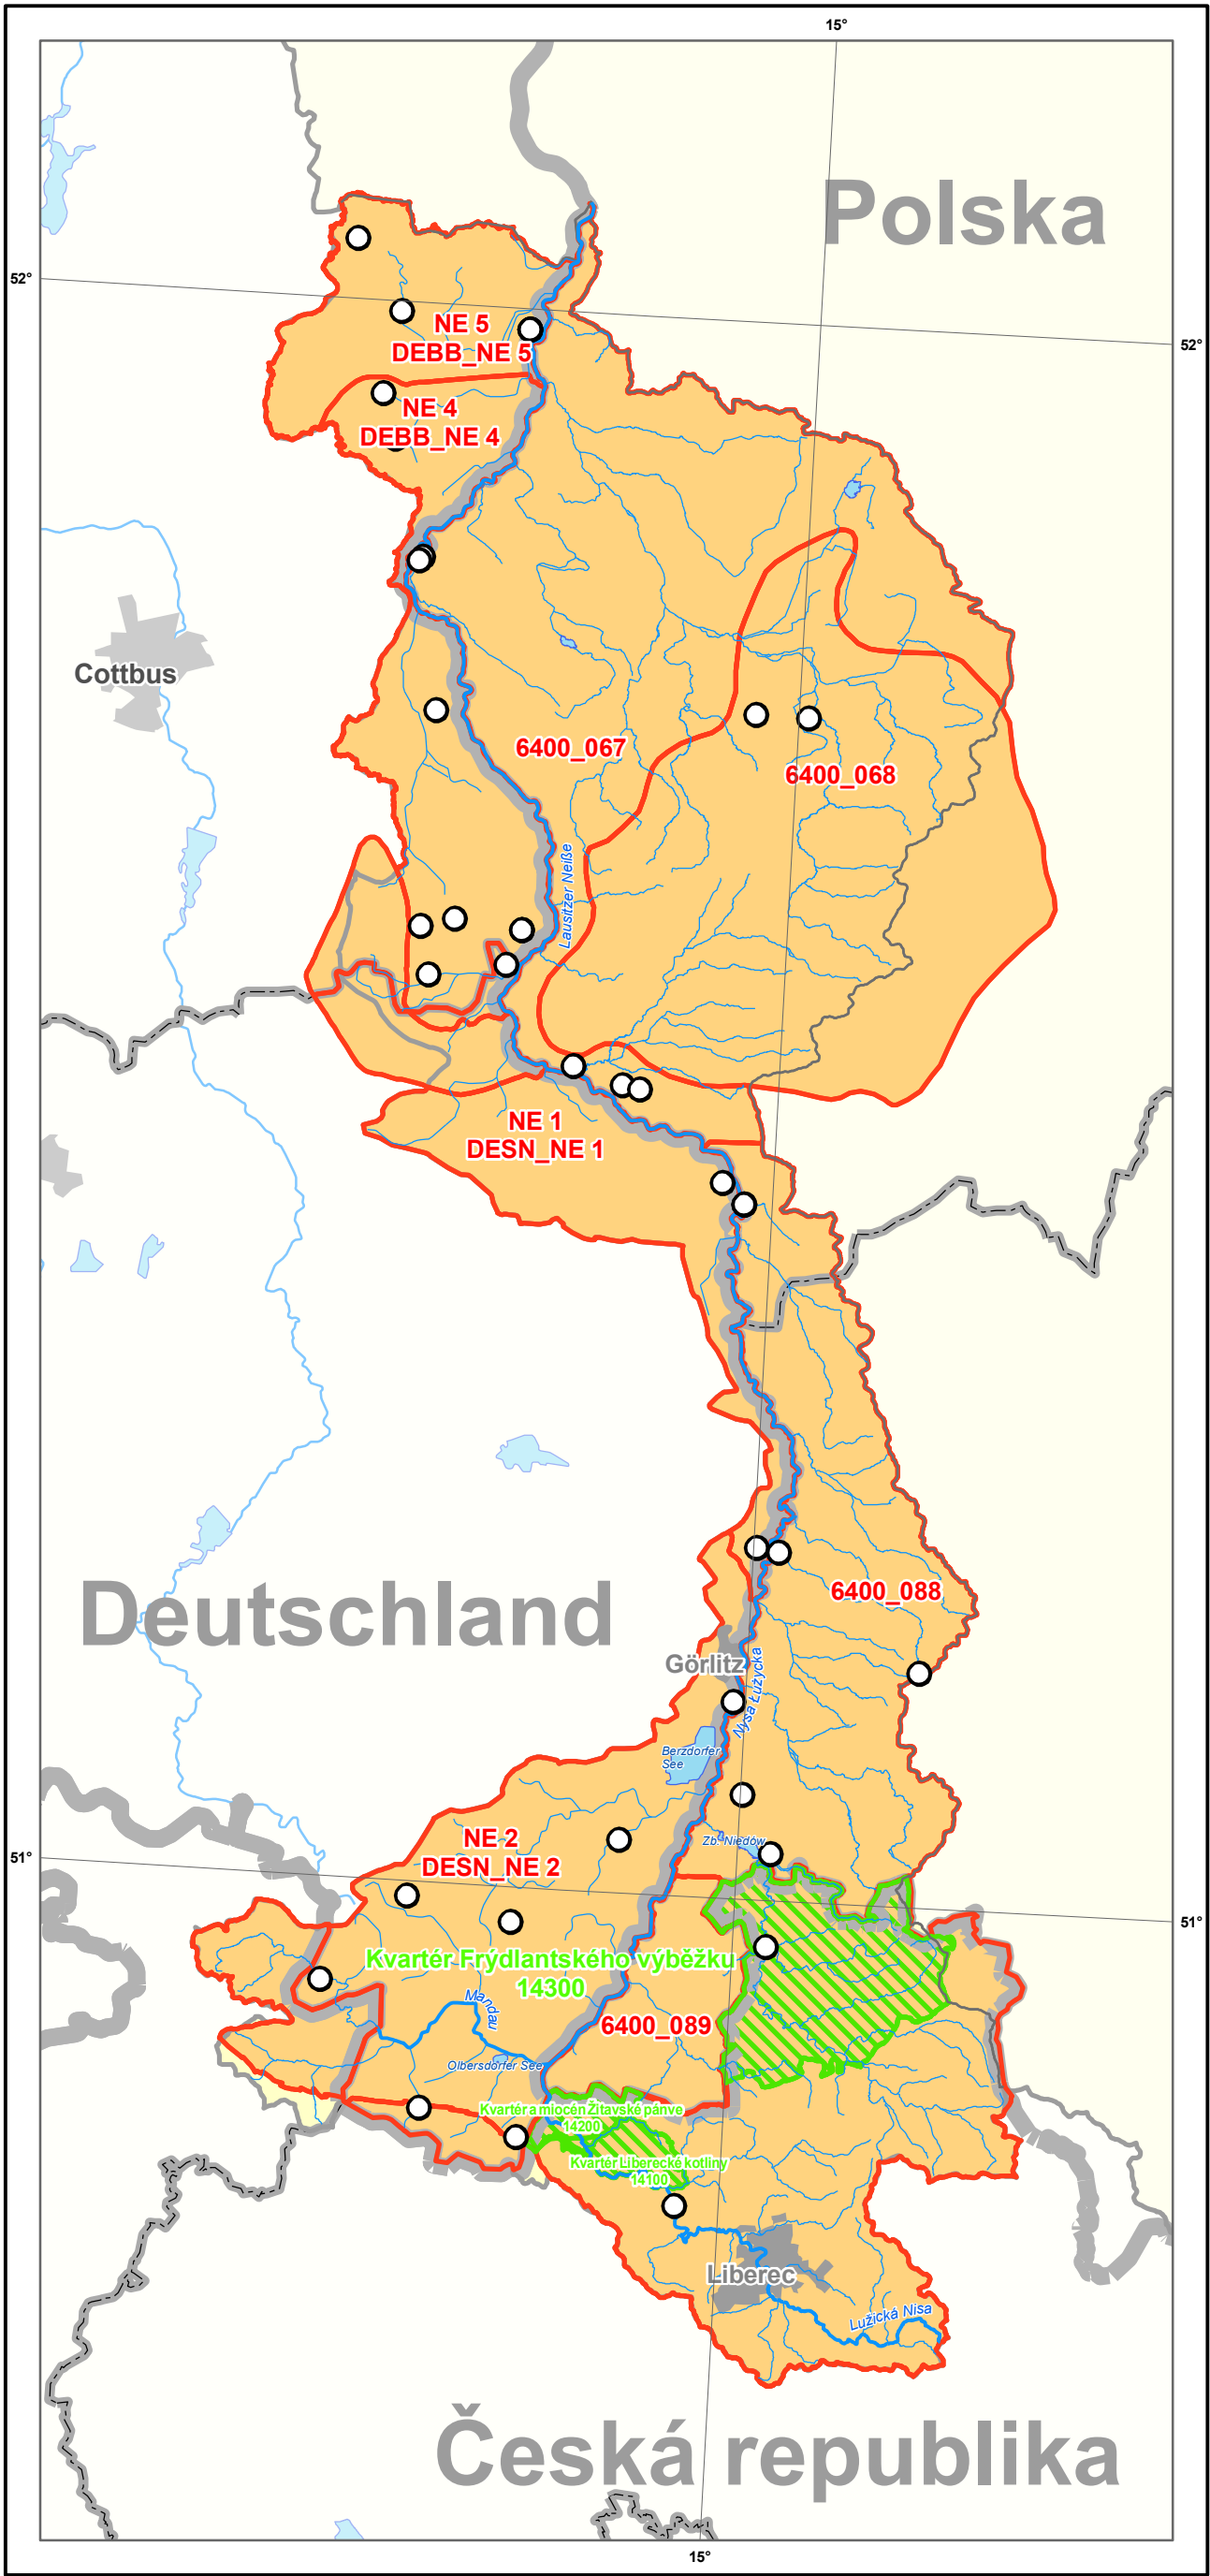 15°
Polska
52°
NE 5
DEBB_NE 5
52°
NE 4
DEBB_NE 4
Cottbus
6400_067
6400_068
Lausitzer Neiße
NE 1
DESN_NE 1
Deutschland
6400_088
Görlitz
Nysa Łużycka
Berzdorfer
See
NE 2
DESN_NE 2
Zb. Niedów
51°
51°
Kvartér Frýdlantského výběžku
14300
Mandau
6400_089
Olbersdorfer See
Kvartér a miocén Žitavské pánve
14200
Kvartér Liberecké kotliny
14100
Liberec
Lužická Nisa
Česká republika
15°